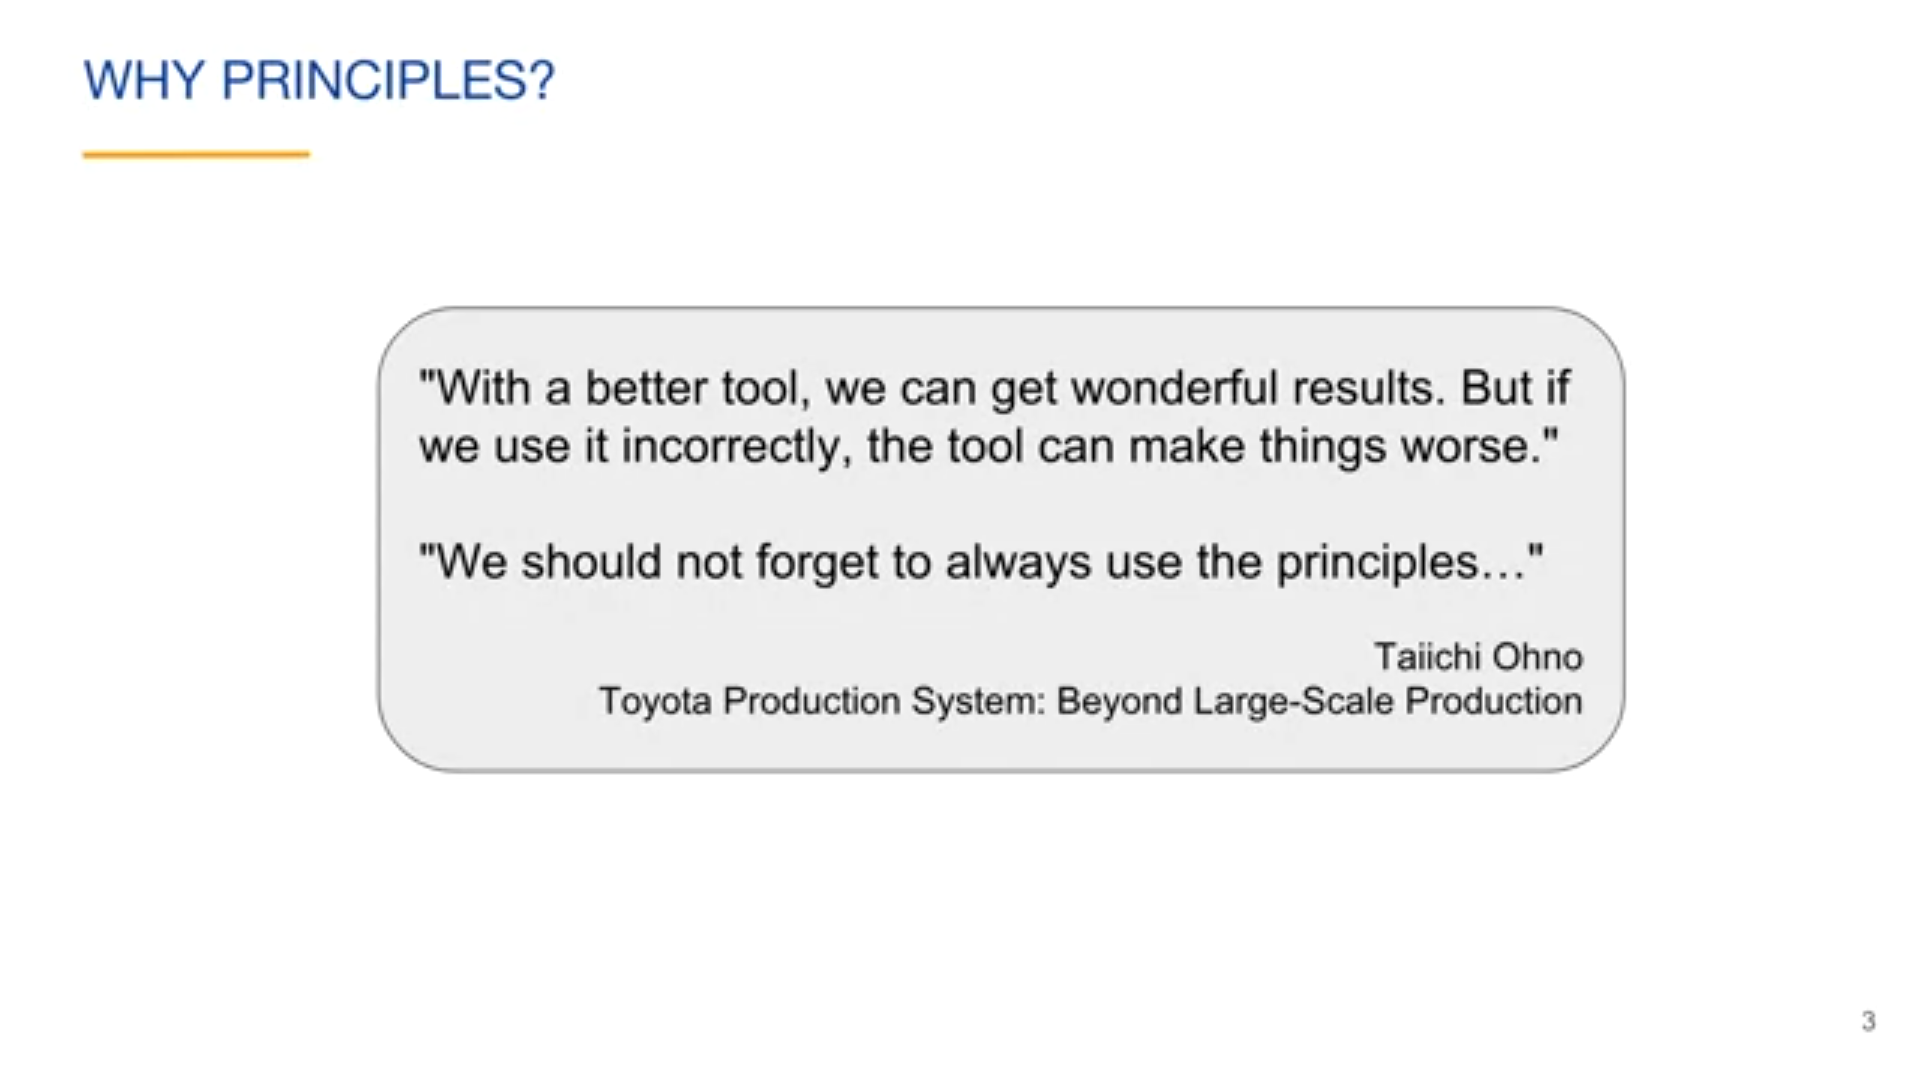 WHY PRINCIPLES?
"With a better tool, we can get wonderful results. But if
we use it incorrectly, the tool can make things worse."
"We should not forget to always use the principles…"
Taiichi Ohno
Toyota Production System: Beyond Large-Scale Production
3